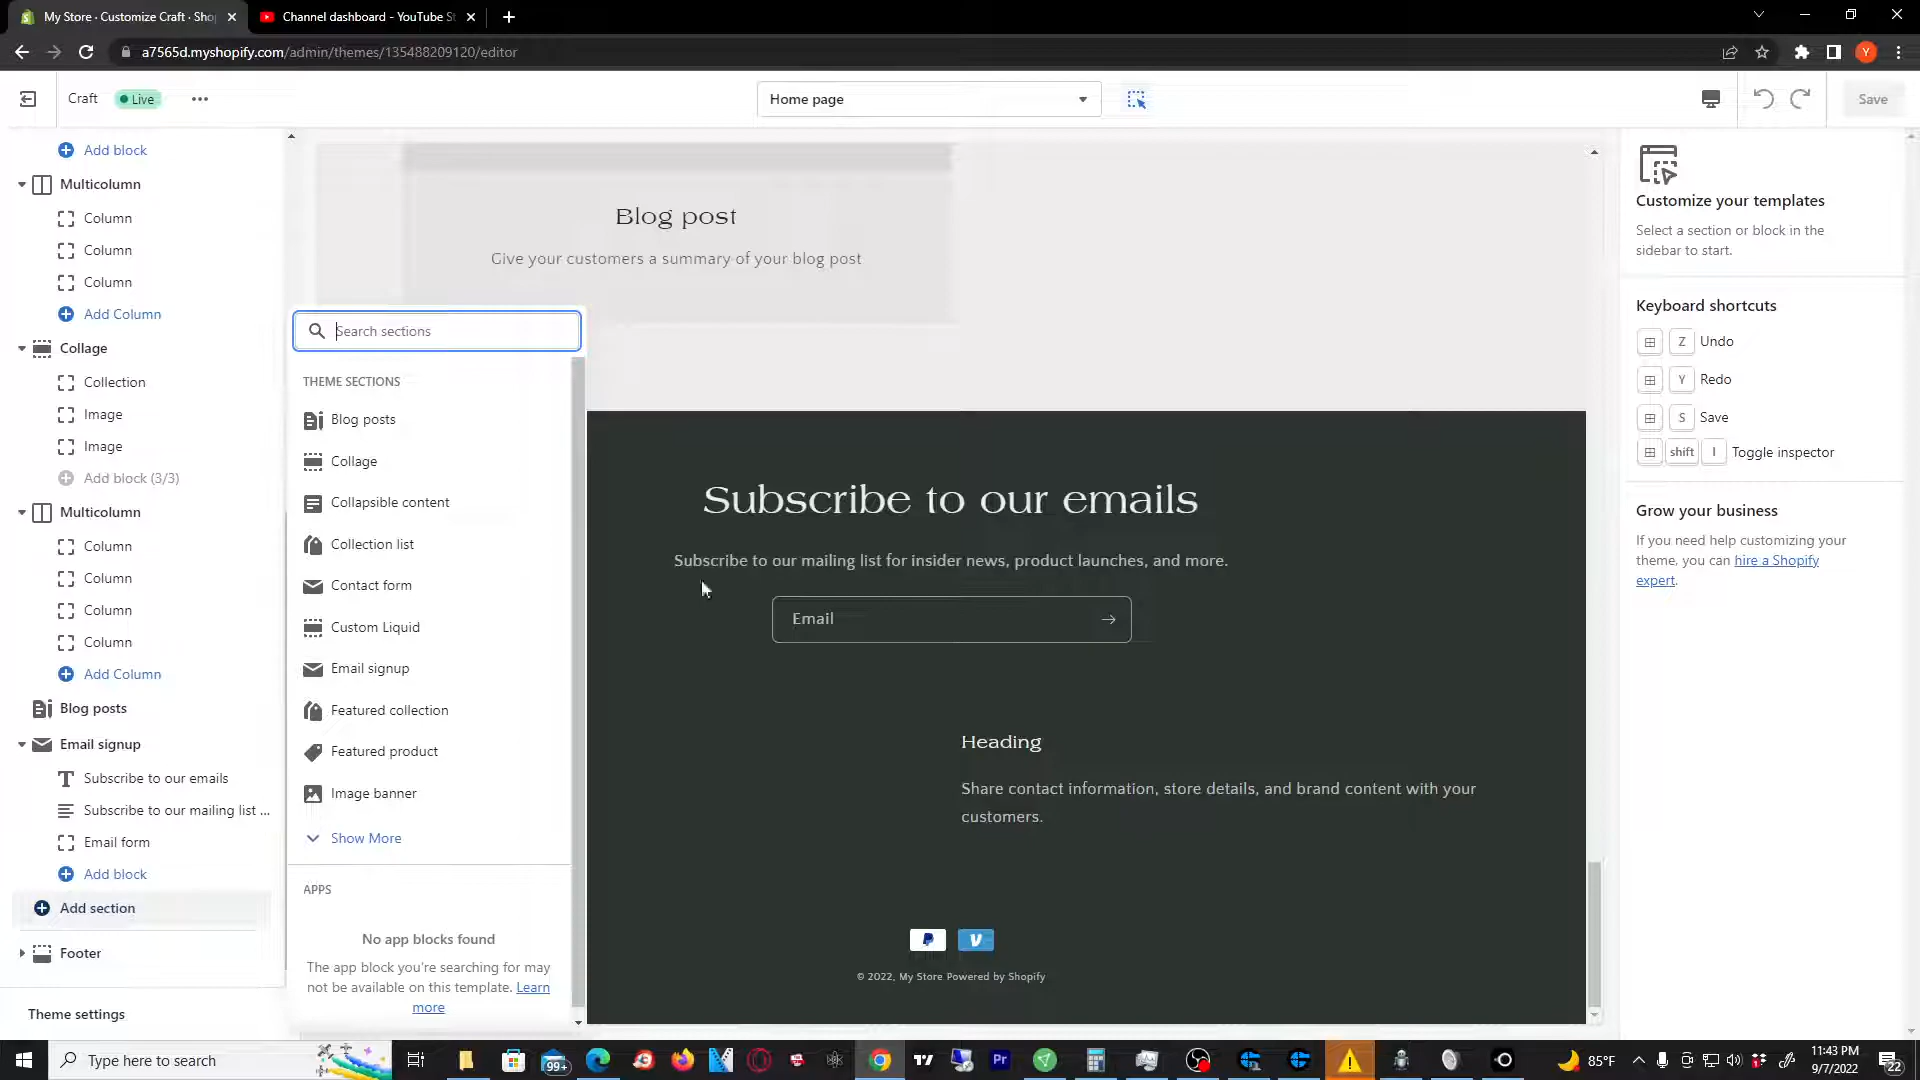 My Store · Customize Craft · Sho
Channel dashboard - YouTube St
a7565d.myshopify.com/admin/themes/135488209120/editor
Y
Craft
Live
Home page
Save
Add block
Multicolumn
Column
Column
Column
Add Column
Collage
Collection
Image
Image
Add block (3/3)
Multicolumn
Column
Column
Column
Column
Add Column
Blog posts
Email signup
Subscribe to our emails
Subscribe to our mailing list ...
Email form
Add block
Add section
Footer
Theme settings
Search sections
THEME SECTIONS
Blog posts
Collage
Collapsible content
Collection list
Contact form
Custom Liquid
Email signup
Featured collection
Featured product
Image banner
Show More
APPS
No app blocks found
The app block you're searching for may
not be available on this template. Learn
more
Blog post
Give your customers a summary of your blog post
Subscribe to our emails
Subscribe to our mailing list for insider news, product launches, and more.
Email
Heading
Share contact information, store details, and brand content with your
customers.
© 2022, My Store Powered by Shopify
Customize your templates
Select a section or block in the
sidebar to start.
Keyboard shortcuts
Z Undo
Y Redo
S Save
shift I Toggle inspector
Grow your business
If you need help customizing your
theme, you can hire a Shopify
expert.
Type here to search
99+
Pr
85°F
11:43 PM
9/7/2022
22